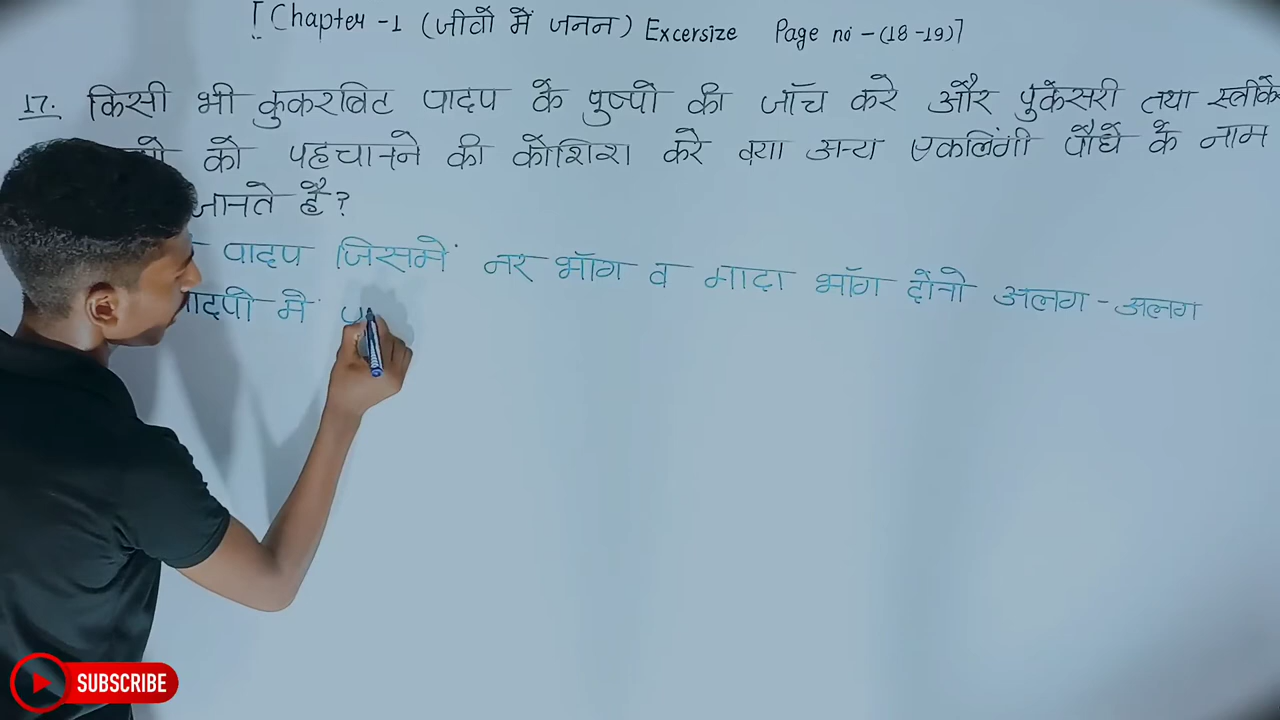 [Chapter -1 (जीवो में जनन) Excersize Page no - (18-19)]
17. किसी भी कुकरबिट पादप के पुष्पो की जाँच करे और पुकेसरी तथा स्त्रीके
को पहचानने की कोशिश करे क्या अन्य एकलिंगी पौधे के नाम
जानते है?
पादप जिसमें नर भाँग व मादा भाँग दोनो अलग - अलग
पादपी मे
SUBSCRIBE